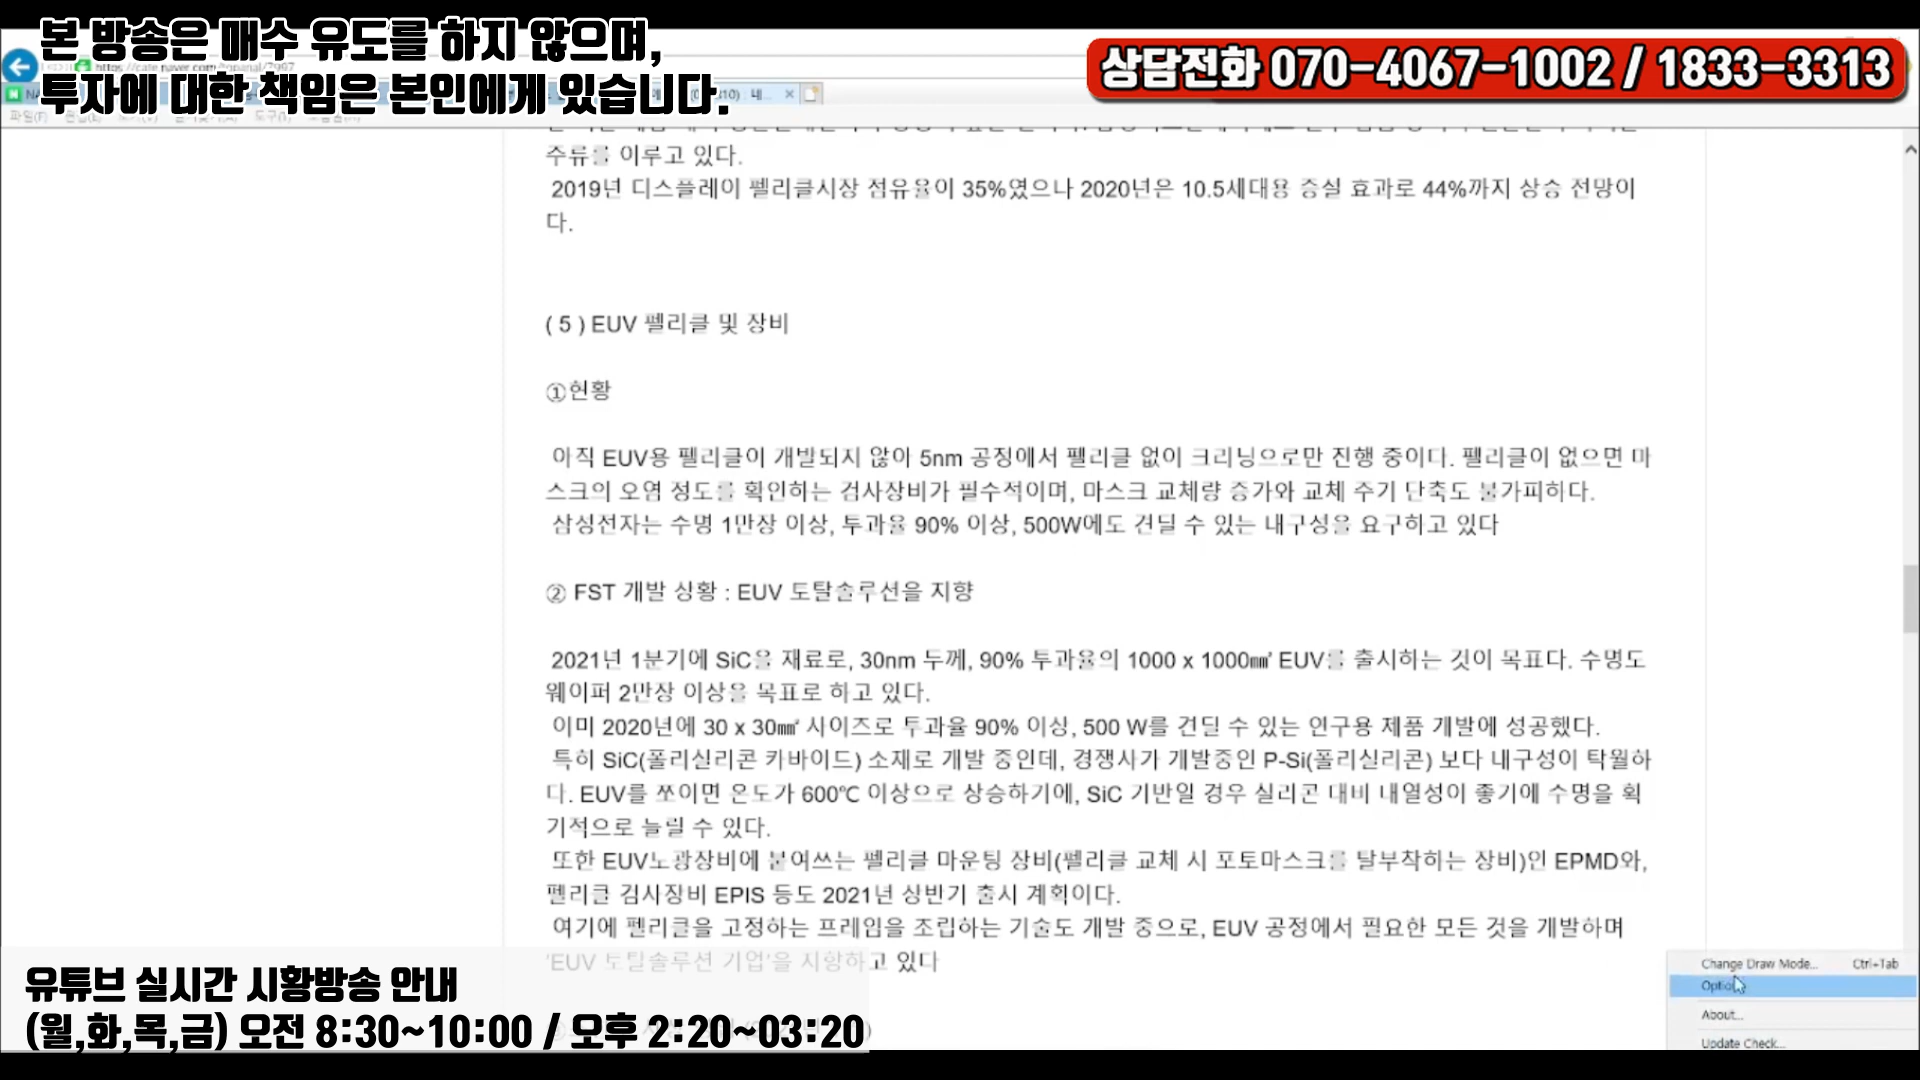 본 방송은 매수 유도를 하지 않으며,
투자에 대한 책임은 본인에게 있습니다.
상담전화 070-4067-1002 / 1833-3313
주류를 이루고 있다.
2019년 디스플레이 펠리클시장 점유율이 35%였으나 2020년은 10.5세대용 증설 효과로 44%까지 상승 전망이
다.
( 5 ) EUV 펠리클 및 장비
①현황
아직 EUV용 펠리클이 개발되지 않아 5nm 공정에서 펠리클 없이 크리닝으로만 진행 중이다. 펠리클이 없으면 마
스크의 오염 정도를 확인하는 검사장비가 필수적이며, 마스크 교체량 증가와 교체 주기 단축도 불가피하다.
삼성전자는 수명 1만장 이상, 투과율 90% 이상, 500W에도 견딜 수 있는 내구성을 요구하고 있다
② FST 개발 상황 : EUV 토탈솔루션을 지향
2021년 1분기에 SiC을 재료로, 30nm 두께, 90% 투과율의 1000 x 1000㎟ EUV를 출시하는 것이 목표다. 수명도
웨이퍼 2만장 이상을 목표로 하고 있다.
이미 2020년에 30 x 30㎟ 사이즈로 투과율 90% 이상, 500 W를 견딜 수 있는 연구용 제품 개발에 성공했다.
특히 SiC(폴리실리콘 카바이드) 소재로 개발 중인데, 경쟁사가 개발중인 P-Si(폴리실리콘) 보다 내구성이 탁월하
다. EUV를 쪼이면 온도가 600℃ 이상으로 상승하기에, SiC 기반일 경우 실리콘 대비 내열성이 좋기에 수명을 획
기적으로 늘릴 수 있다.
또한 EUV노광장비에 붙여쓰는 펠리클 마운팅 장비(펠리클 교체 시 포토마스크를 탈부착하는 장비)인 EPMD와,
펠리클 검사장비 EPIS 등도 2021년 상반기 출시 계획이다.
여기에 펠리클을 고정하는 프레임을 조립하는 기술도 개발 중으로, EUV 공정에서 필요한 모든 것을 개발하며
'EUV 토탈솔루션 기업'을 지향하고 있다
유튜브 실시간 시황방송 안내
(월,화,목,금) 오전 8:30~10:00 / 오후 2:20~03:20
Change Draw Mode... Ctrl+Tab
About...
Update Check...